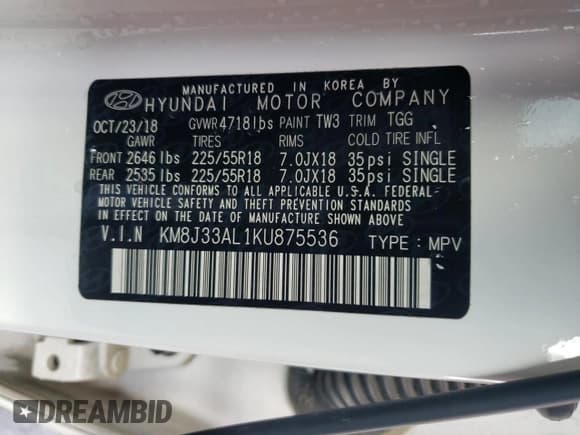 MANUFACTURED IN KOREA BY
HYUNDAI MOTOR COMPANY
OCT/23/18 GVWR4718lbs PAINT TW3 TRIM TGG
GAWR TIRES RIMS COLD TIRE INFL
FRONT 2646lbs 225/55R18 7.0JX18 35psi SINGLE
REAR 2535lbs 225/55R18 7.0JX18 35psi SINGLE
THIS VEHICLE CONFORMS TO ALL APPLICABLE U.S.A. FEDERAL-
MOTOR VEHICLE SAFETY AND THEFT PREVENTION STANDARDS
IN EFFECT ON THE DATE OF MANUFACTURE SHOWN ABOVE.
V.I.N KM8J33AL1KU875536 TYPE: MPV
DREAMBID